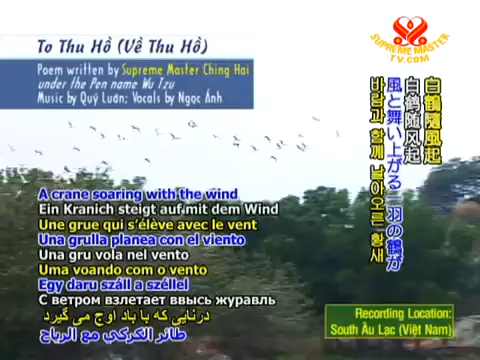 To Thu Hồ (Về Thu Hồ)
Poem written by Supreme Master Ching Hai
under the Pen name Wu Tzu
Music by Quý Luân; Vocals by Ngọc Ánh
SUPREME MASTER
TV.COM
白鶴隨風起
白鹤随风起
風と舞い上がる一羽の鶴が
바람과 함께 날아오른 황새
A crane soaring with the wind
Ein Kranich steigt auf mit dem Wind
Une grue qui s'élève avec le vent
Una grulla planea con el viento
Una gru vola nel vento
Uma voando com o vento
Egy daru száll a széllel
С ветром взлетает ввысь журавль
درنایی که با باد اوج می گیرد
طائر الكركي مع الرياح
Recording Location:
South Âu Lạc (Việt Nam)